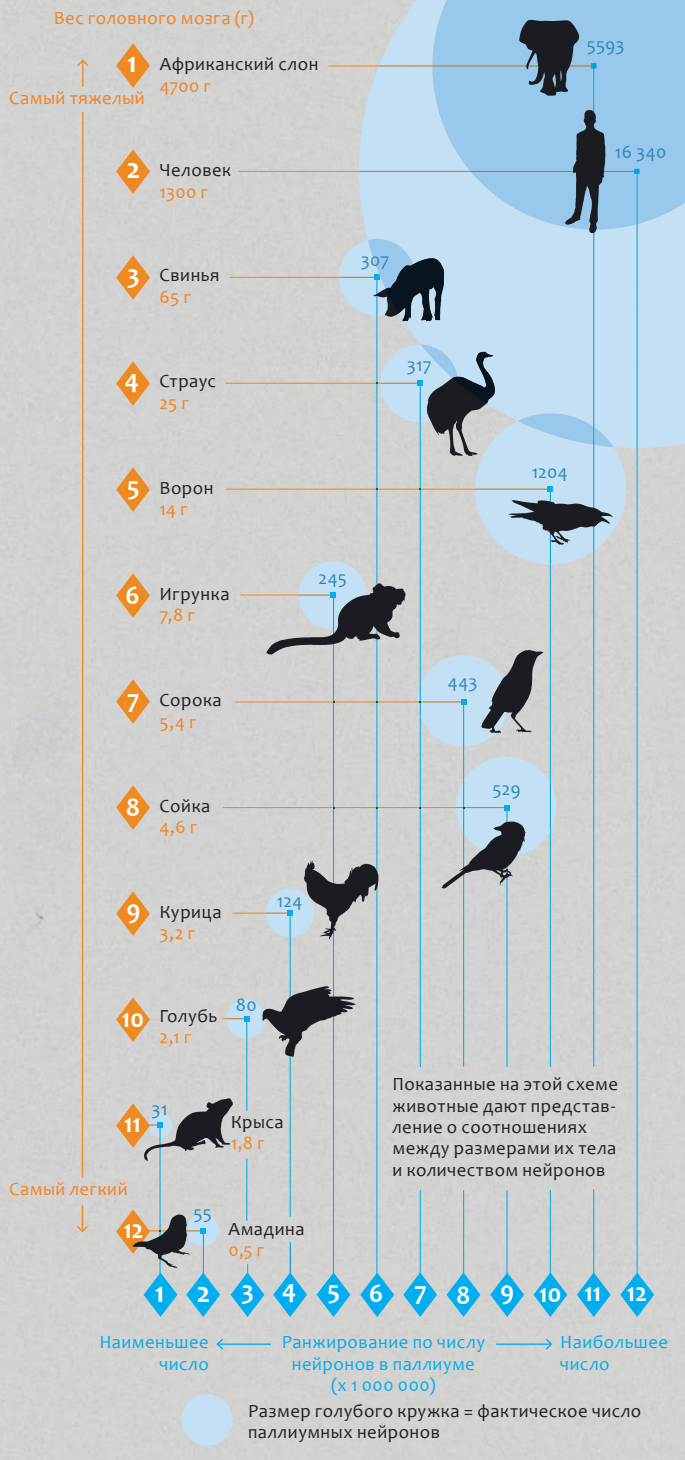 Вес головного мозга (г)
1 Африканский слон 5593
4700 г
Самый тяжелый
2 Человек 16 340
1300 г
3 Свинья 307
65 г
4 Страус 317
25 г
5 Ворон 1204
14 г
6 Игрунка 245
7,8 г
7 Сорока 443
5,4 г
8 Сойка 529
4,6 г
9 Курица 124
3,2 г
10 Голубь 80
2,1 г
Показанные на этой схеме
животные дают представ-
ление о соотношениях
между размерами их тела
и количеством нейронов
11 31 Крыса
1,8 г
Самый легкий
12 55 Амадина
0,5 г
1 2 3 4 5 6 7 8 9 10 11 12
Наименьшее Ранжирование по числу Наибольшее
число нейронов в паллиуме число
(х 1 000 000)
Размер голубого кружка = фактическое число
паллиумных нейронов